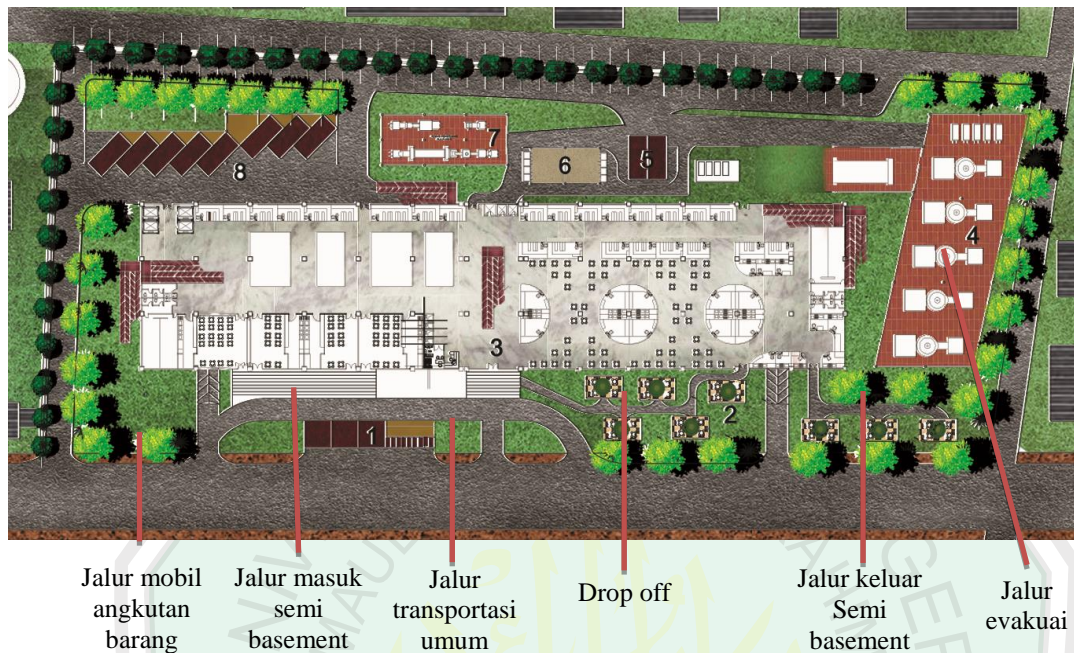 7
5
6
8
4
3
2
1
Jalur mobil
angkutan
barang
Jalur masuk
semi
basement
Jalur
transportasi
umum
Drop off
Jalur keluar
Semi
basement
Jalur
evakuai